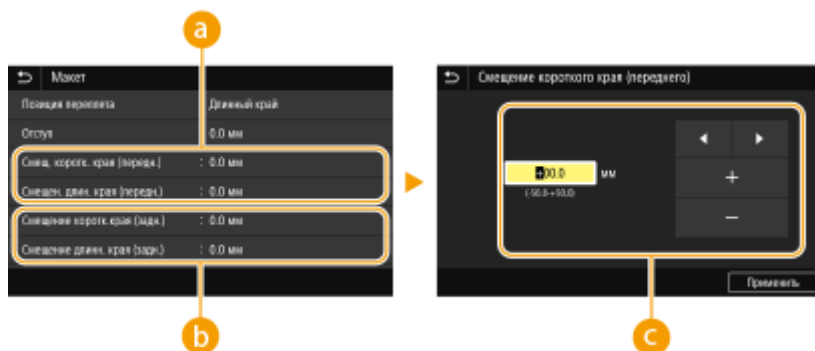 a
Макет
Позиция переплета Длинный край
Отступ 0.0 мм
Смещ. коротк. края (передн.) : 0.0 мм
Смещен. длин. края (передн.) : 0.0 мм
Смещение коротк.края (задн.) : 0.0 мм
Смещение длинн. края (задн.) : 0.0 мм
b
Смещение короткого края (переднего)
+00.0 мм
(-50.0-+50.0)
+
−
Применить
c